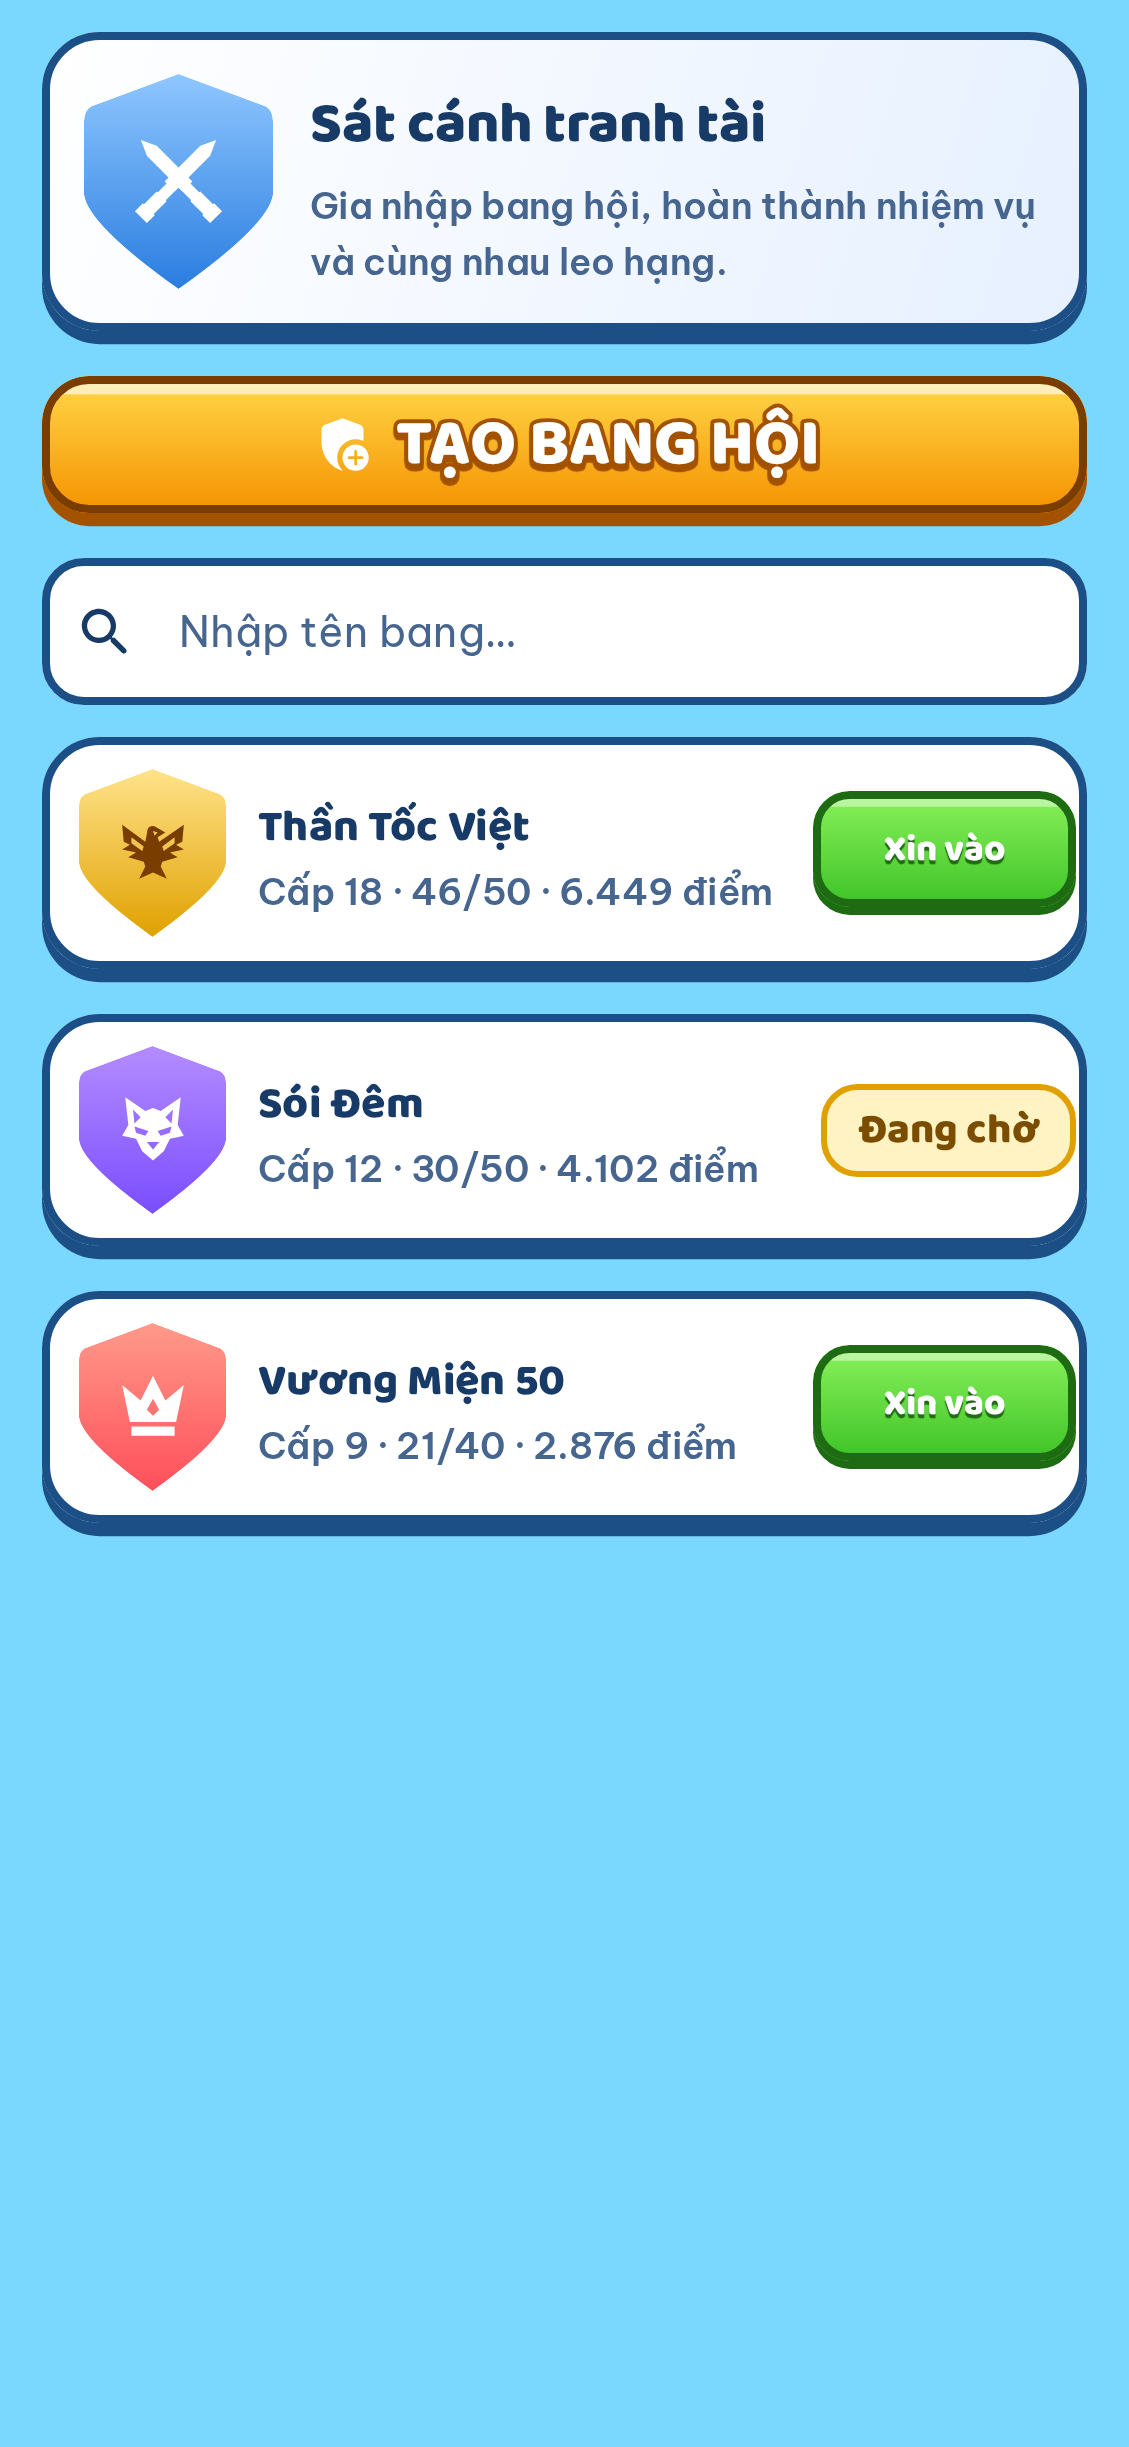 Sát cánh tranh tài
Gia nhập bang hội, hoàn thành nhiệm vụ
và cùng nhau leo hạng.
TẠO BANG HỘI
Nhập tên bang...
Thần Tốc Việt
Cấp 18 · 46/50 · 6.449 điểm
Xin vào
Sói Đêm
Cấp 12 · 30/50 · 4.102 điểm
Đang chờ
Vương Miện 50
Cấp 9 · 21/40 · 2.876 điểm
Xin vào